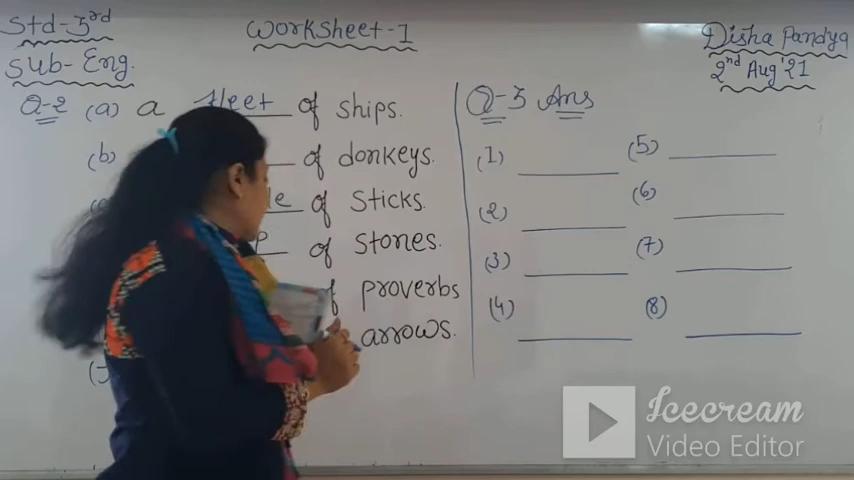 Std-3rd
Sub- Eng.
Worksheet-1
Disha Pandya
2nd Aug'21
Q-2 (a) a fleet of ships.
(b) of donkeys.
of sticks.
of stones.
proverbs
arrows.
Q-3 Ans
(1)
(2)
(3)
(4)
(5)
(6)
(7)
(8)
Icecream
Video Editor